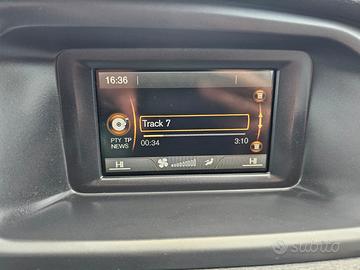 16:36
Track 7
PTY TP
NEWS
00:34
3:10
HI
HI
subito